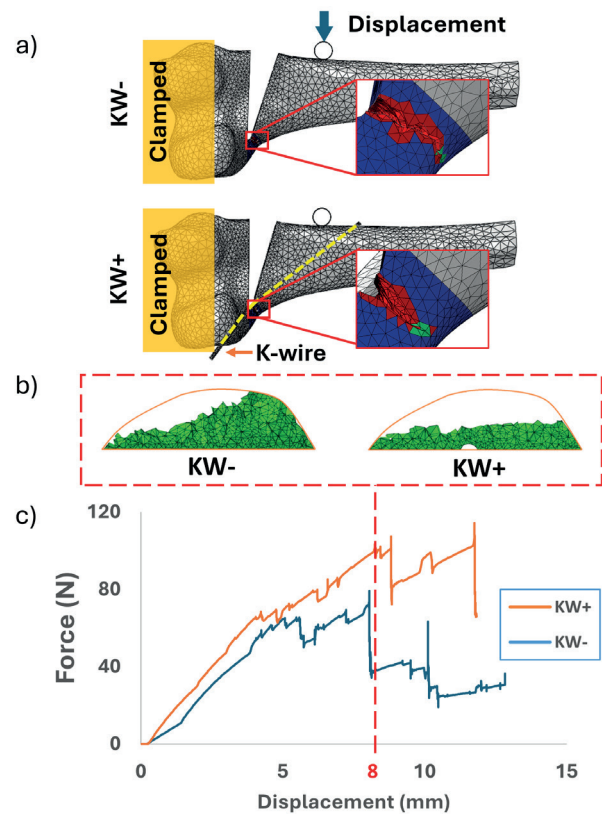 a)
Displacement
KW-
Clamped
KW+
Clamped
K-wire
b)
KW-
KW+
c)
120
80
40
0
Force (N)
KW+
KW-
0
5
8
10
15
Displacement (mm)